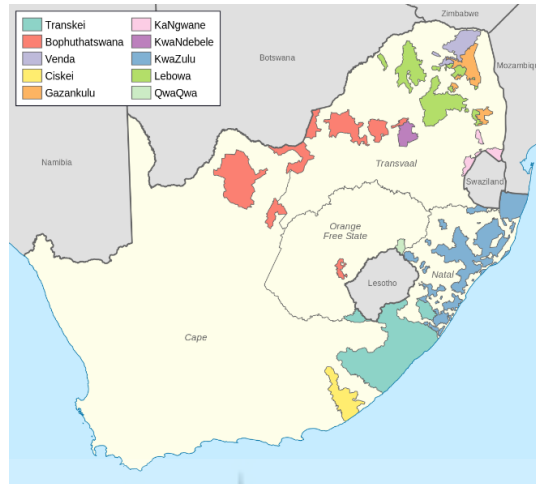 Transkei
Bophuthatswana
Venda
Ciskei
Gazankulu
KaNgwane
KwaNdebele
KwaZulu
Lebowa
QwaQwa
Zimbabwe
Botswana
Mozambiqu
Namibia
Transvaal
Swaziland
Orange
Free State
Natal
Lesotho
Cape